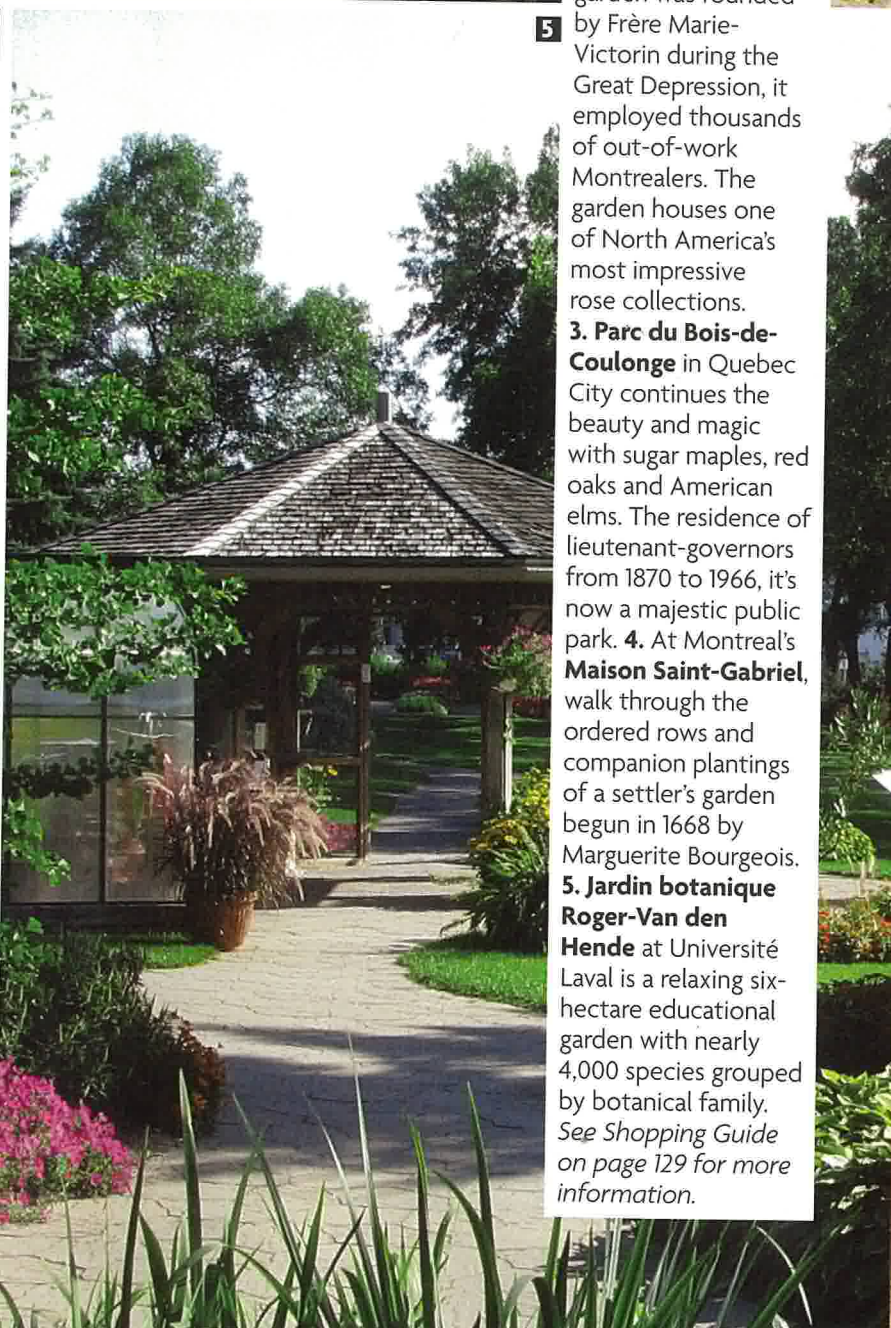 garden was founded
5
by Frère Marie-
Victorin during the
Great Depression, it
employed thousands
of out-of-work
Montrealers. The
garden houses one
of North America's
most impressive
rose collections.
3. Parc du Bois-de-
Coulonge in Quebec
City continues the
beauty and magic
with sugar maples, red
oaks and American
elms. The residence of
lieutenant-governors
from 1870 to 1966, it's
now a majestic public
park. 4. At Montreal's
Maison Saint-Gabriel,
walk through the
ordered rows and
companion plantings
of a settler's garden
begun in 1668 by
Marguerite Bourgeois.
5. Jardin botanique
Roger-Van den
Hende at Université
Laval is a relaxing six-
hectare educational
garden with nearly
4,000 species grouped
by botanical family.
See Shopping Guide
on page 129 for more
information.